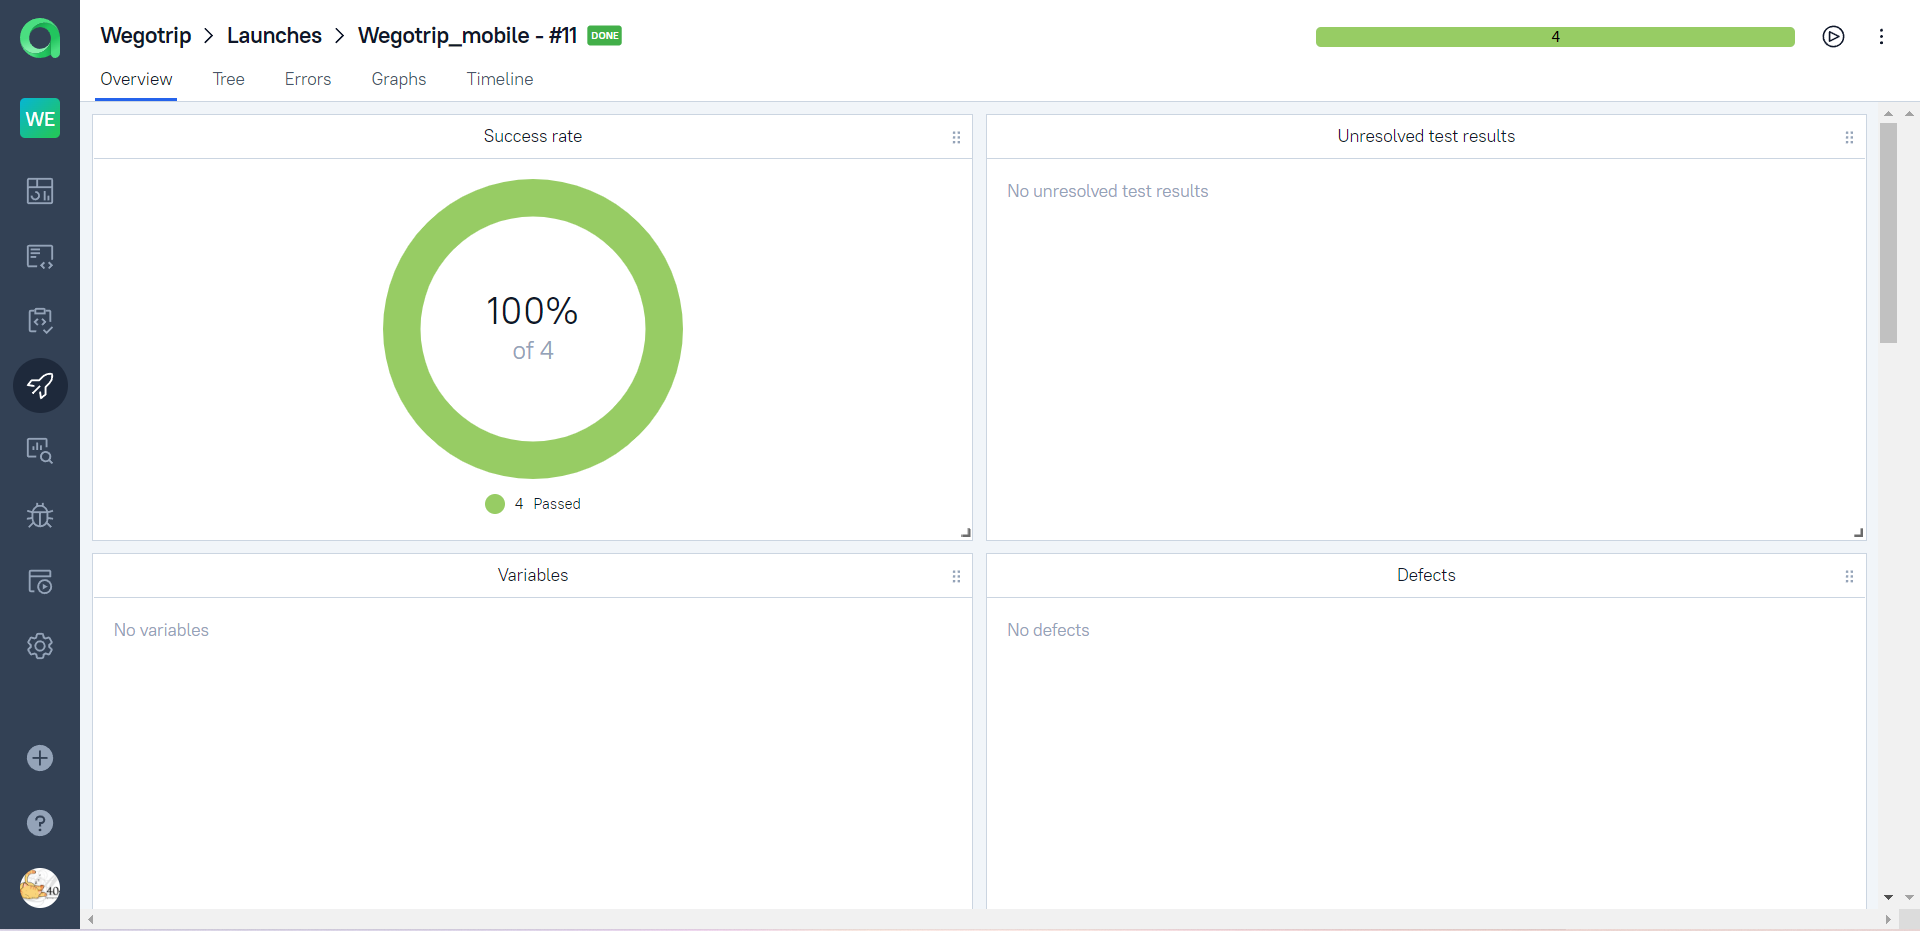 Wegotrip > Launches > Wegotrip_mobile - #11 DONE
4
Overview Tree Errors Graphs Timeline
WE
Success rate
100%
of 4
4 Passed
Unresolved test results
No unresolved test results
Variables
No variables
Defects
No defects
?
40